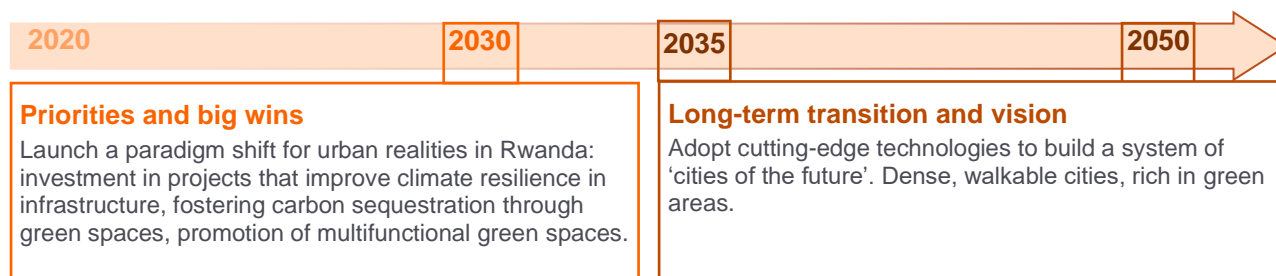 2020
2030
2035
2050
Priorities and big wins
Launch a paradigm shift for urban realities in Rwanda:
investment in projects that improve climate resilience in
infrastructure, fostering carbon sequestration through
green spaces, promotion of multifunctional green spaces.
Long-term transition and vision
Adopt cutting-edge technologies to build a system of
‘cities of the future’. Dense, walkable cities, rich in green
areas.